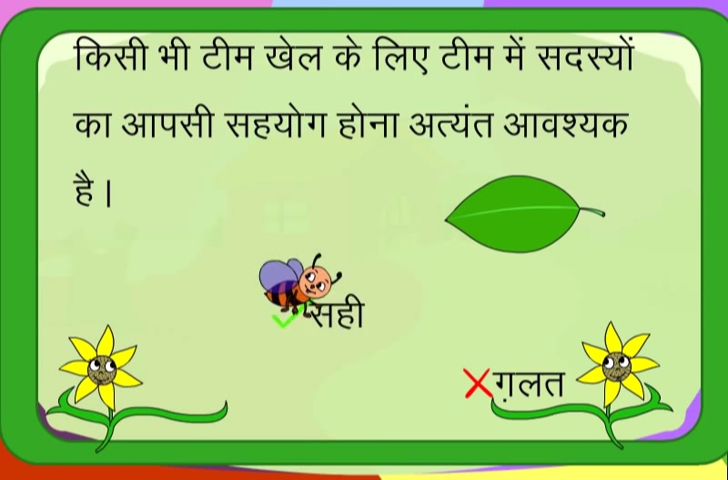 किसी भी टीम खेल के लिए टीम में सदस्यों
का आपसी सहयोग होना अत्यंत आवश्यक
है।
सही
ग़लत